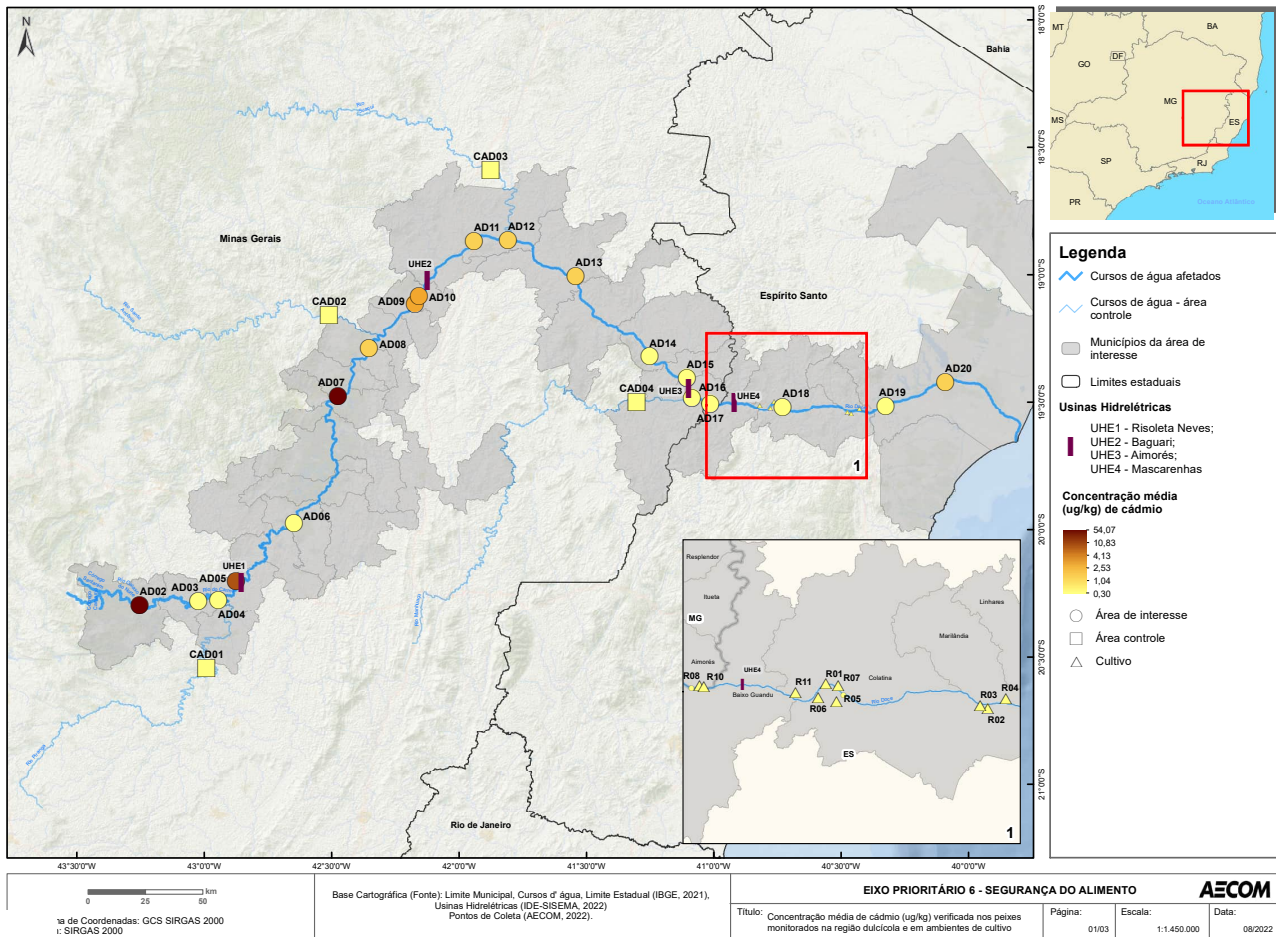 N
Bahia
Minas Gerais
Espírito Santo
Rio de Janeiro
CAD03
AD11
AD12
UHE2
AD13
AD09
AD10
CAD02
AD08
AD14
AD15
AD07
CAD04
UHE3
AD16
UHE4
AD17
AD18
AD19
AD20
1
AD06
UHE1
AD05
AD02
AD03
AD04
CAD01
Rio Doce
Resplendor
Itueta
MG
Linhares
Marilândia
Aimorés
UHE4
R08
R10
Baixo Guandu
R11
R01
R07
Colatina
R06
R05
Rio Doce
R03
R04
R02
ES
1
43°30'0"W
43°0'0"W
42°30'0"W
42°0'0"W
41°30'0"W
41°0'0"W
40°30'0"W
40°0'0"W
18°0'0"S
18°30'0"S
19°0'0"S
19°30'0"S
20°0'0"S
20°30'0"S
21°0'0"S
MT
BA
DF
GO
MG
MS
ES
SP
RJ
PR
Oceano Atlântico
Legenda
Cursos de água afetados
Cursos de água - área
controle
Municípios da área de
interesse
Limites estaduais
Usinas Hidrelétricas
UHE1 - Risoleta Neves;
UHE2 - Baguari;
UHE3 - Aimorés;
UHE4 - Mascarenhas
Concentração média
(ug/kg) de cádmio
54,07
10,83
4,13
2,53
1,04
0,30
Área de interesse
Área controle
Cultivo
km
0 25 50
de Coordenadas: GCS SIRGAS 2000
: SIRGAS 2000
Base Cartográfica (Fonte): Limite Municipal, Cursos d' água, Limite Estadual (IBGE, 2021),
Usinas Hidrelétricas (IDE-SISEMA, 2022)
Pontos de Coleta (AECOM, 2022).
EIXO PRIORITÁRIO 6 - SEGURANÇA DO ALIMENTO
AECOM
Título: Concentração média de cádmio (ug/kg) verificada nos peixes
monitorados na região dulcícola e em ambientes de cultivo
Página:
01/03
Escala:
1:1.450.000
Data:
08/2022